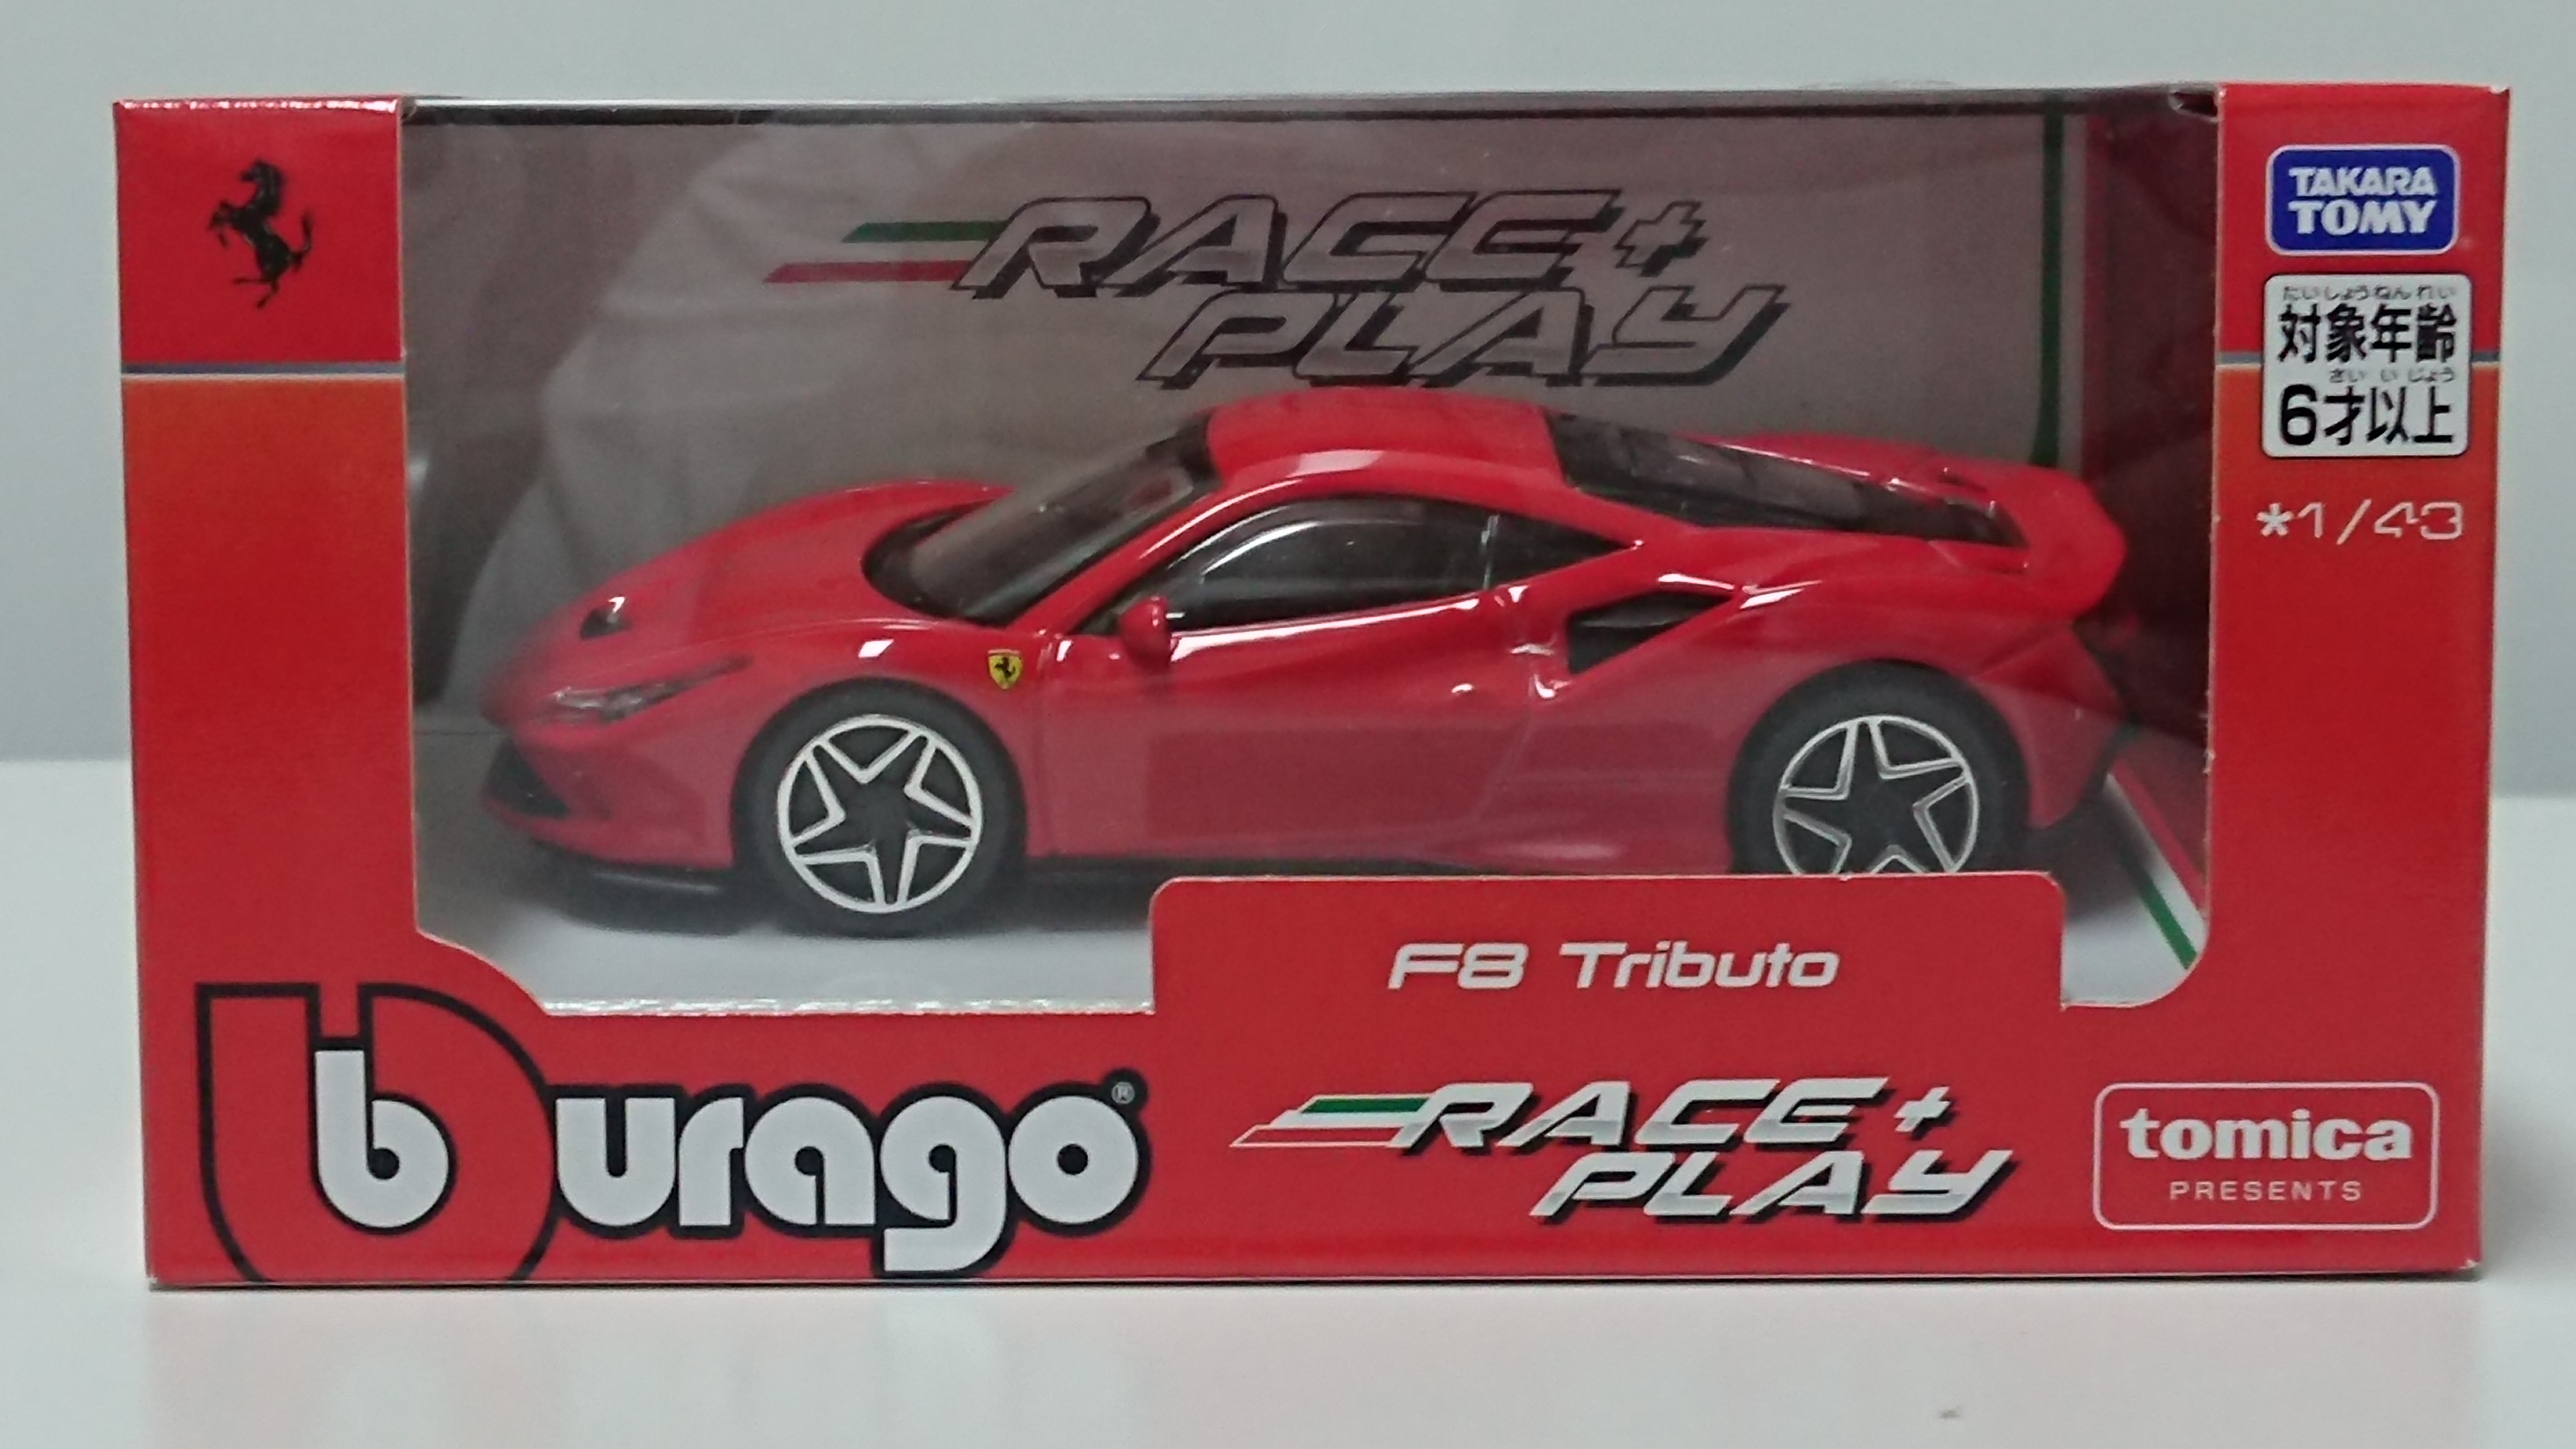 RACE+
PLAY
TAKARA
TOMY
たいしょうねんれい
対象年齢
さい い じょう
6才以上
*1/43
F8 Tributo
burago®
RACE+
PLAY
tomica
PRESENTS